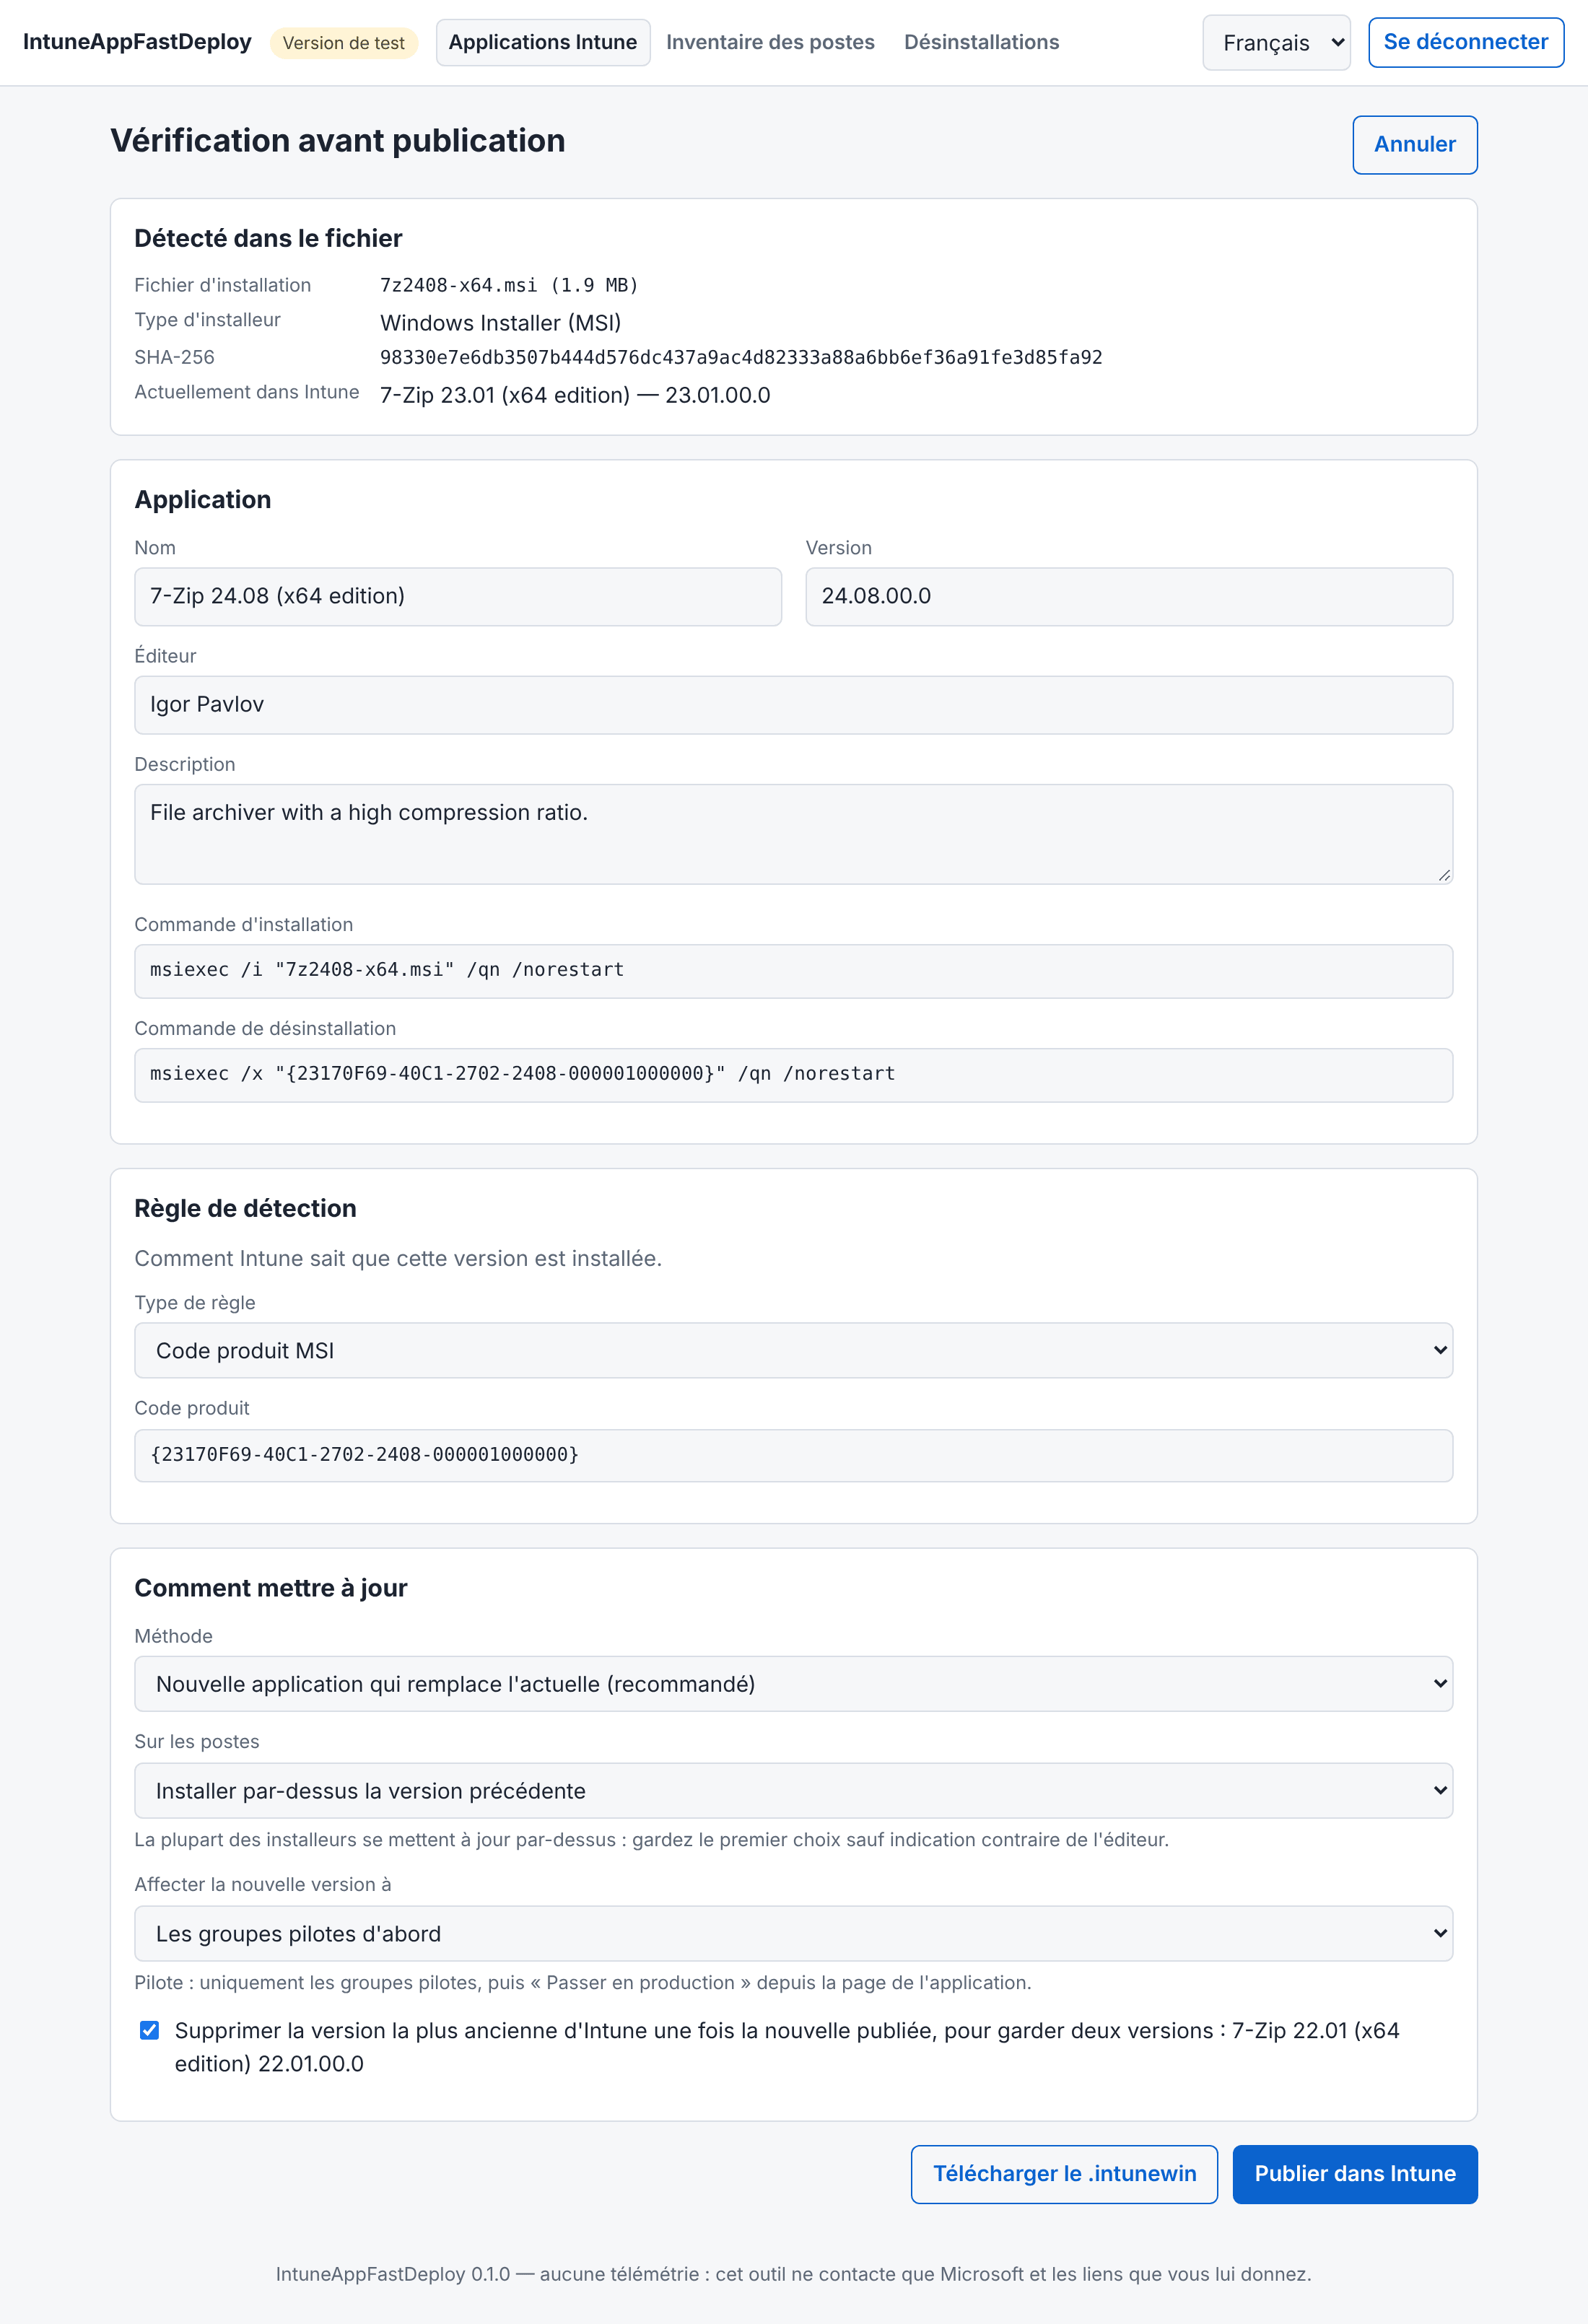 IntuneAppFastDeploy
Version de test
Applications Intune
Inventaire des postes
Désinstallations
Français
Se déconnecter
Vérification avant publication
Annuler
Détecté dans le fichier
Fichier d'installation 7z2408-x64.msi (1.9 MB)
Type d'installeur Windows Installer (MSI)
SHA-256 98330e7e6db3507b444d576dc437a9ac4d82333a88a6bb6ef36a91fe3d85fa92
Actuellement dans Intune 7-Zip 23.01 (x64 edition) — 23.01.00.0
Application
Nom
7-Zip 24.08 (x64 edition)
Version
24.08.00.0
Éditeur
Igor Pavlov
Description
File archiver with a high compression ratio.
Commande d'installation
msiexec /i "7z2408-x64.msi" /qn /norestart
Commande de désinstallation
msiexec /x "{23170F69-40C1-2702-2408-000001000000}" /qn /norestart
Règle de détection
Comment Intune sait que cette version est installée.
Type de règle
Code produit MSI
Code produit
{23170F69-40C1-2702-2408-000001000000}
Comment mettre à jour
Méthode
Nouvelle application qui remplace l'actuelle (recommandé)
Sur les postes
Installer par-dessus la version précédente
La plupart des installeurs se mettent à jour par-dessus : gardez le premier choix sauf indication contraire de l'éditeur.
Affecter la nouvelle version à
Les groupes pilotes d'abord
Pilote : uniquement les groupes pilotes, puis « Passer en production » depuis la page de l'application.
Supprimer la version la plus ancienne d'Intune une fois la nouvelle publiée, pour garder deux versions : 7-Zip 22.01 (x64
edition) 22.01.00.0
Télécharger le .intunewin
Publier dans Intune
IntuneAppFastDeploy 0.1.0 — aucune télémétrie : cet outil ne contacte que Microsoft et les liens que vous lui donnez.